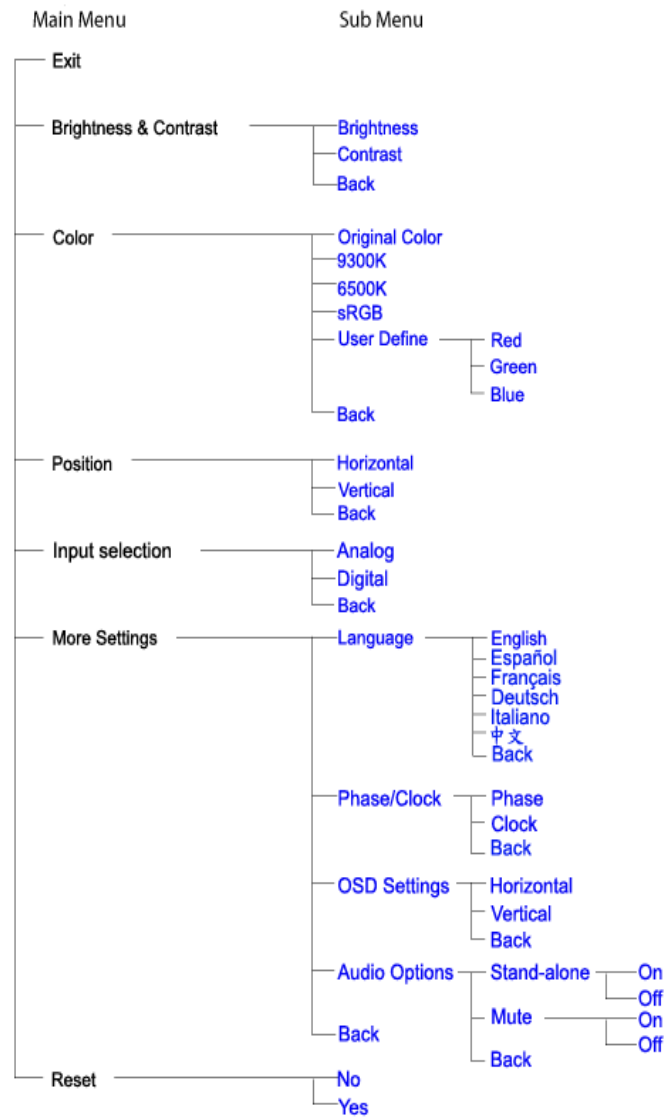 Main Menu Sub Menu
Exit
Brightness & Contrast Brightness
Contrast
Back
Color Original Color
9300K
6500K
sRGB
User Define Red
Green
Blue
Back
Position Horizontal
Vertical
Back
Input selection Analog
Digital
Back
More Settings Language English
Español
Français
Deutsch
Italiano
中文
Back
Phase/Clock Phase
Clock
Back
OSD Settings Horizontal
Vertical
Back
Audio Options Stand-alone On
Off
Mute On
Off
Back
Back
Reset No
Yes